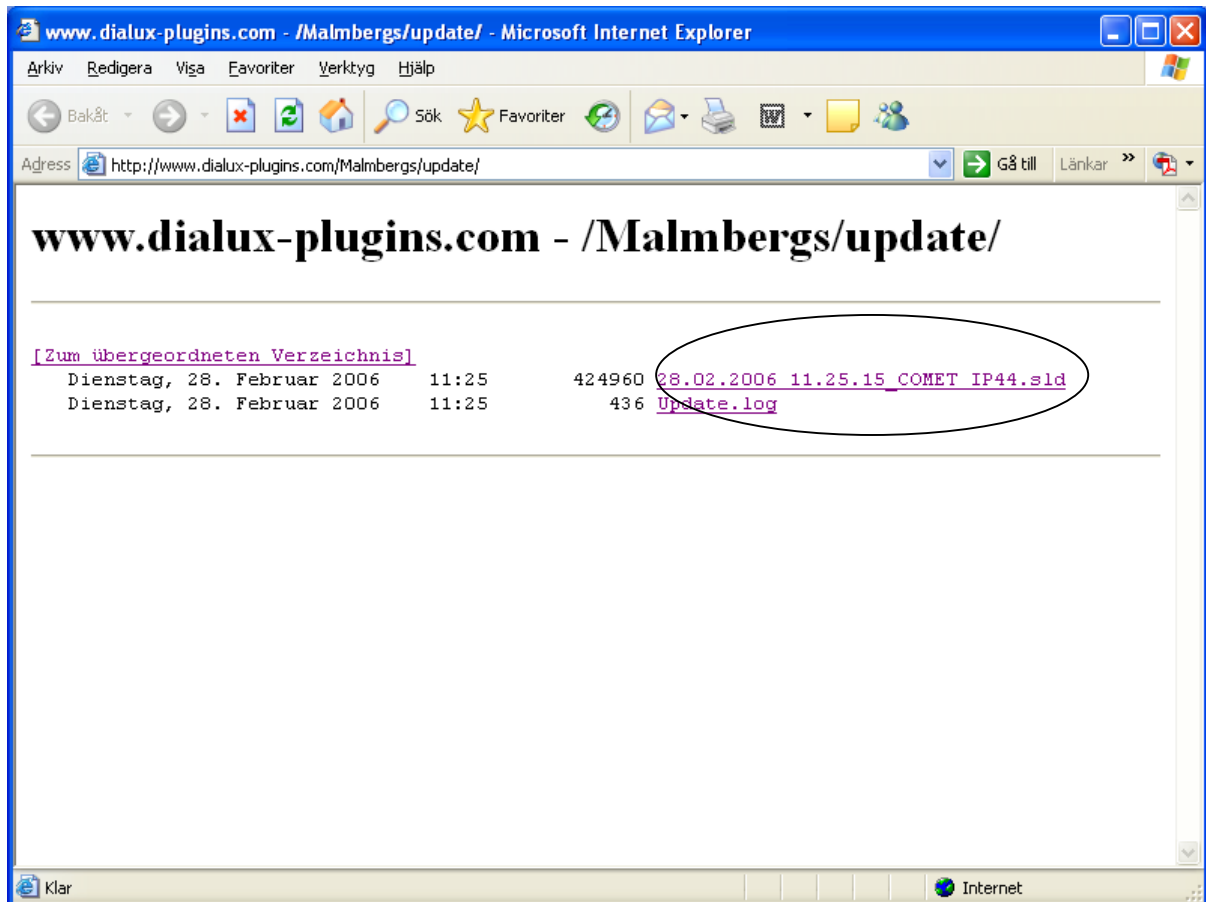 www.dialux-plugins.com - /Malmbergs/update/ - Microsoft Internet Explorer
Arkiv Redigera Visa Favoriter Verktyg Hjälp
Bakåt Sök Favoriter
Adress http://www.dialux-plugins.com/Malmbergs/update/ Gå till Länkar »
www.dialux-plugins.com - /Malmbergs/update/
[Zum übergeordneten Verzeichnis]
Dienstag, 28. Februar 2006 11:25 424960 28.02.2006 11.25.15_COMET IP44.sld
Dienstag, 28. Februar 2006 11:25 436 Update.log
Klar Internet